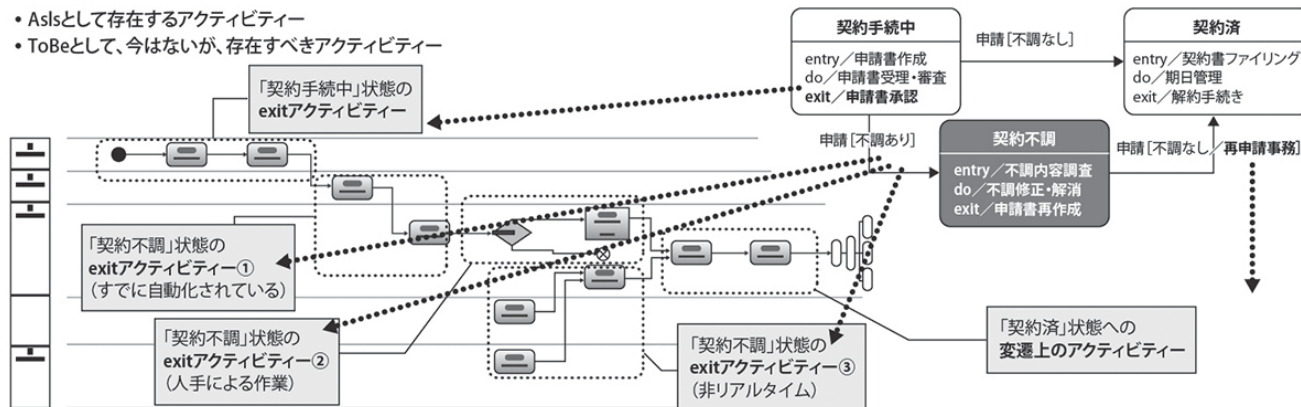 • AsIsとして存在するアクティビティー
• ToBeとして、今はないが、存在すべきアクティビティー
契約手続中
entry／申請書作成
do／申請書受理・審査
exit／申請書承認
申請[不調なし]
契約済
entry／契約書ファイリング
do／期日管理
exit／解約手続き
申請[不調あり]
契約不調
entry／不調内容調査
do／不調修正・解消
exit／申請書再作成
申請[不調なし／再申請事務]
「契約手続中」状態の
exitアクティビティー
「契約不調」状態の
exitアクティビティー①
(すでに自動化されている)
「契約不調」状態の
exitアクティビティー②
(人手による作業)
「契約不調」状態の
exitアクティビティー③
(非リアルタイム)
「契約済」状態への
変遷上のアクティビティー